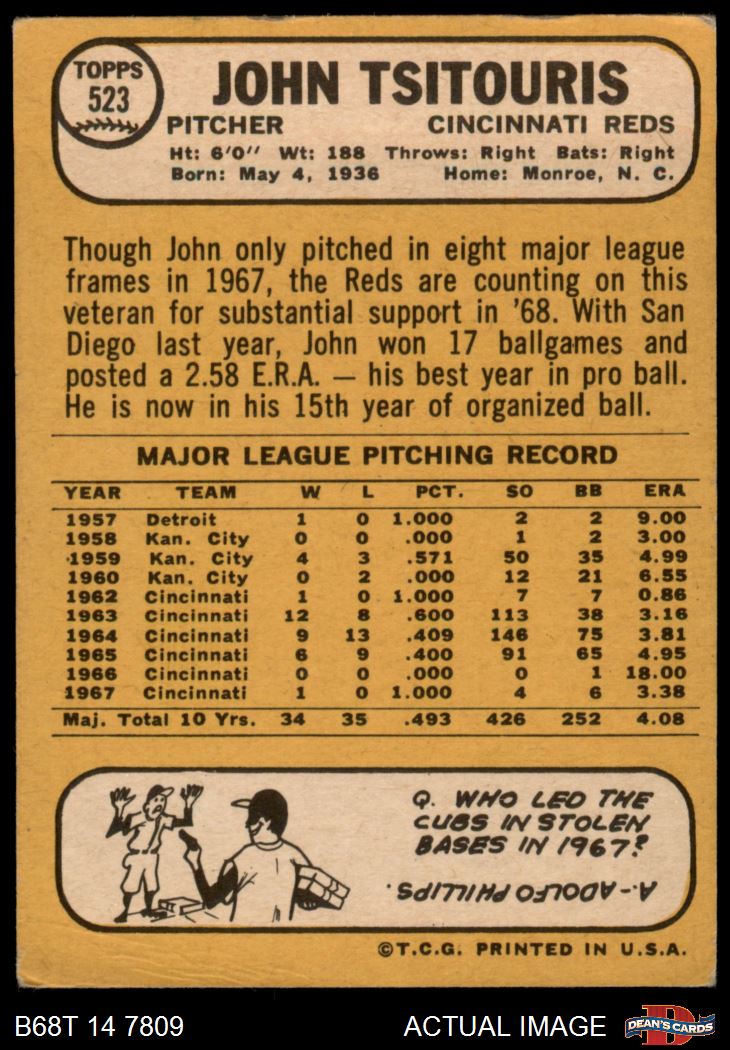 TOPPS
523
JOHN TSITOURIS
PITCHER CINCINNATI REDS
Ht: 6'0" Wt: 188 Throws: Right Bats: Right
Born: May 4, 1936 Home: Monroe, N. C.
Though John only pitched in eight major league
frames in 1967, the Reds are counting on this
veteran for substantial support in '68. With San
Diego last year, John won 17 ballgames and
posted a 2.58 E.R.A. — his best year in pro ball.
He is now in his 15th year of organized ball.
MAJOR LEAGUE PITCHING RECORD
YEAR TEAM W L PCT. SO BB ERA
1957 Detroit 1 0 1.000 2 2 9.00
1958 Kan. City 0 0 .000 1 2 3.00
1959 Kan. City 4 3 .571 50 35 4.99
1960 Kan. City 0 2 .000 12 21 6.55
1962 Cincinnati 1 0 1.000 7 7 0.86
1963 Cincinnati 12 8 .600 113 38 3.16
1964 Cincinnati 9 13 .409 146 75 3.81
1965 Cincinnati 6 9 .400 91 65 4.95
1966 Cincinnati 0 0 .000 0 1 18.00
1967 Cincinnati 1 0 1.000 4 6 3.38
Maj. Total 10 Yrs. 34 35 .493 426 252 4.08
Q. WHO LED THE
CUBS IN STOLEN
BASES IN 1967?
A-ADOLFO PHILLIPS.
©T.C.G. PRINTED IN U.S.A.
B68T 14 7809 ACTUAL IMAGE
D
DEAN'S CARDS